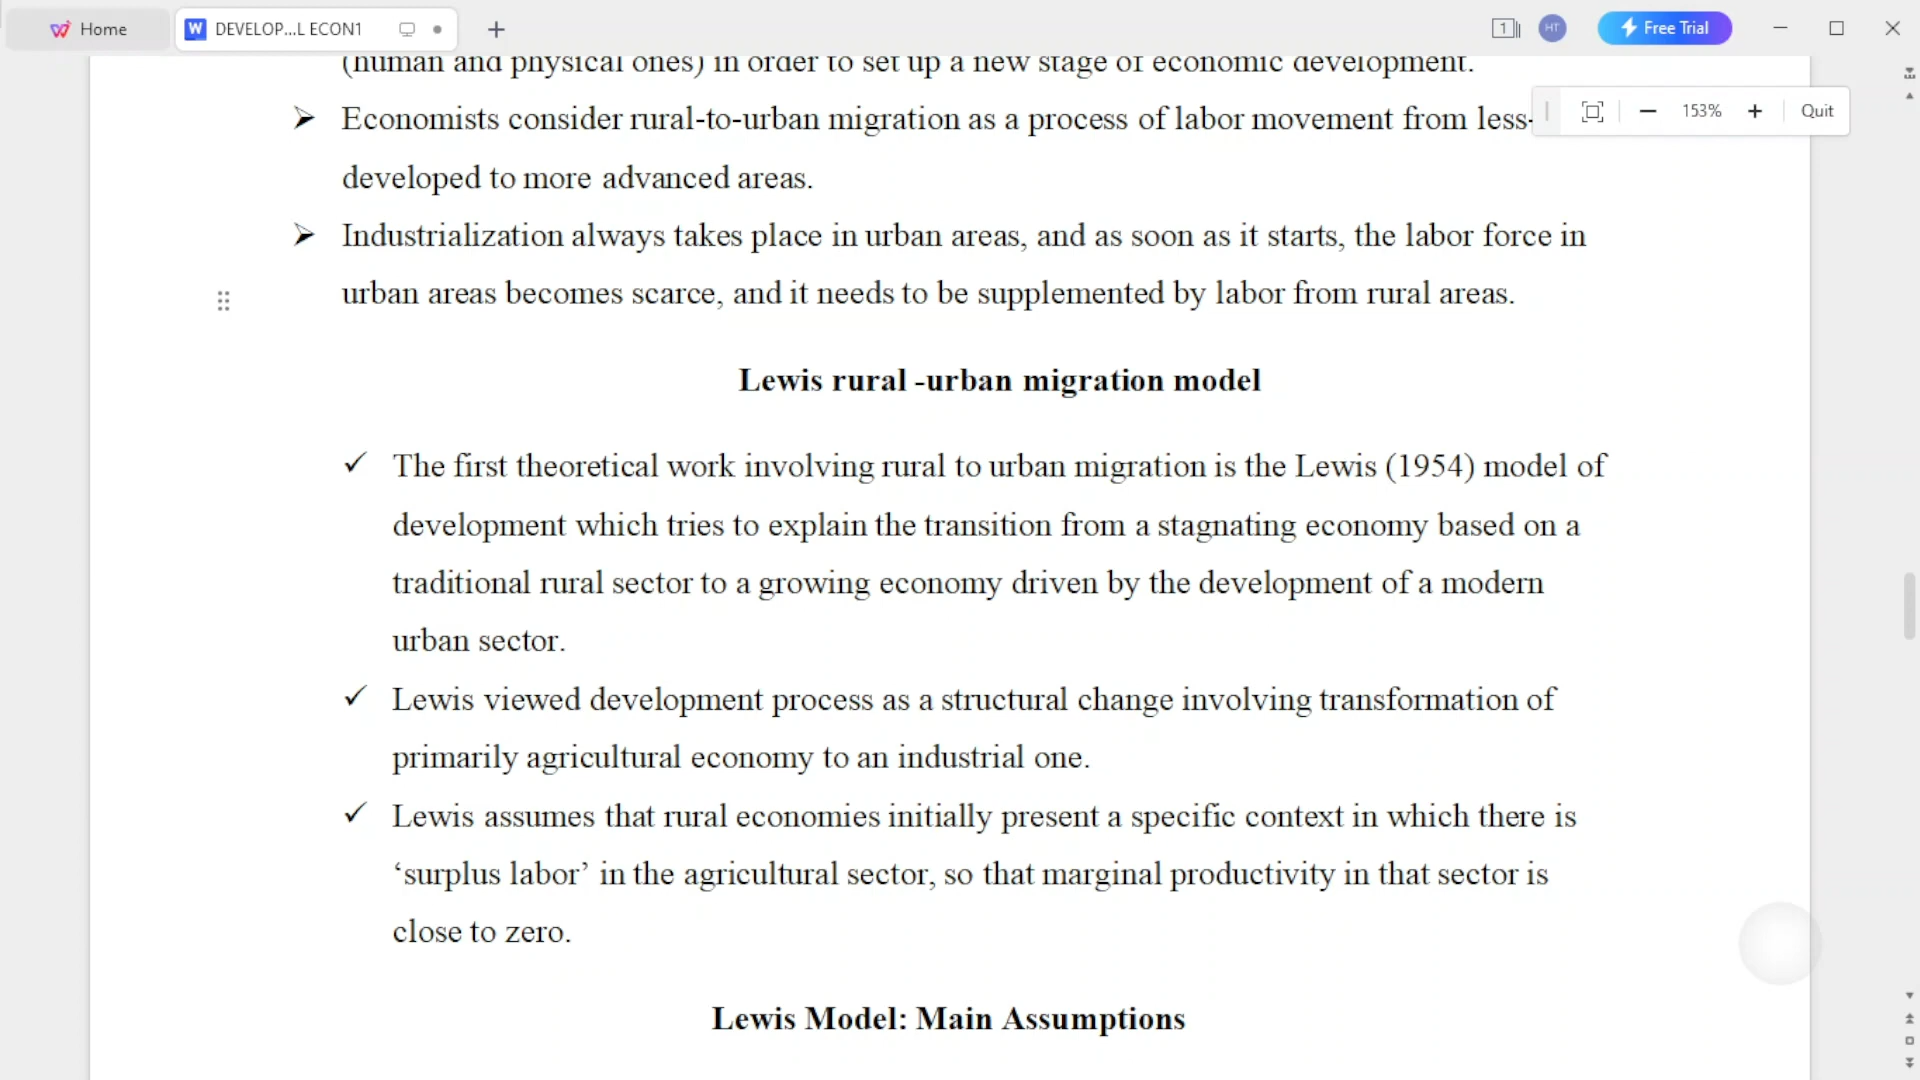 Home
DEVELOP...L ECON1
1
HT
Free Trial
(human and physical ones) in order to set up a new stage of economic development.
153%
Quit
➢ Economists consider rural-to-urban migration as a process of labor movement from less-
developed to more advanced areas.
➢ Industrialization always takes place in urban areas, and as soon as it starts, the labor force in
urban areas becomes scarce, and it needs to be supplemented by labor from rural areas.
Lewis rural -urban migration model
✓ The first theoretical work involving rural to urban migration is the Lewis (1954) model of
development which tries to explain the transition from a stagnating economy based on a
traditional rural sector to a growing economy driven by the development of a modern
urban sector.
✓ Lewis viewed development process as a structural change involving transformation of
primarily agricultural economy to an industrial one.
✓ Lewis assumes that rural economies initially present a specific context in which there is
‘surplus labor’ in the agricultural sector, so that marginal productivity in that sector is
close to zero.
Lewis Model: Main Assumptions